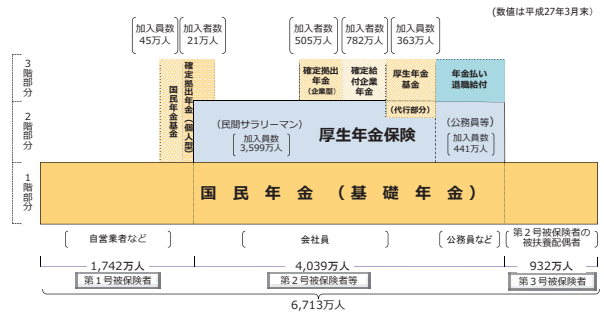 (数値は平成27年3月末)
加入員数
45万人
加入者数
21万人
加入者数
505万人
加入者数
782万人
加入員数
363万人
3階部分
国民年金基金
確定拠出年金(個人型)
確定拠出
年金
(企業型)
確定給
付企業
年金
厚生年金
基金
(代行部分)
年金払い
退職給付
2階部分
(民間サラリーマン)
加入員数
3,599万人
厚生年金保険
(公務員等)
加入員数
441万人
1階部分
国民年金(基礎年金)
自営業者など
会社員
公務員など
第2号被保険者の
被扶養配偶者
1,742万人
4,039万人
932万人
第1号被保険者
第2号被保険者等
第3号被保険者
6,713万人